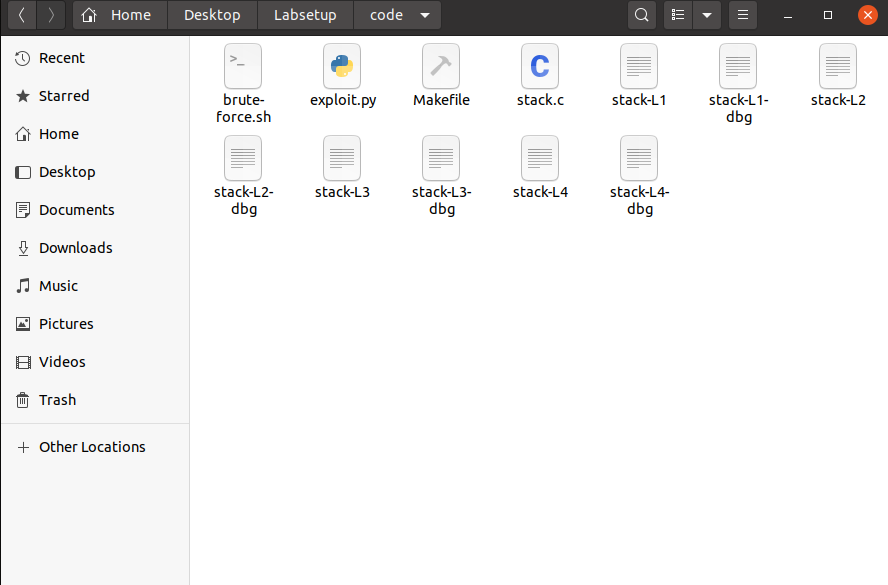 Home Desktop Labsetup code
Recent
Starred
Home
Desktop
Documents
Downloads
Music
Pictures
Videos
Trash
Other Locations
>_
brute-
force.sh
exploit.py
Makefile
C
stack.c
stack-L1
stack-L1-
dbg
stack-L2
stack-L2-
dbg
stack-L3
stack-L3-
dbg
stack-L4
stack-L4-
dbg